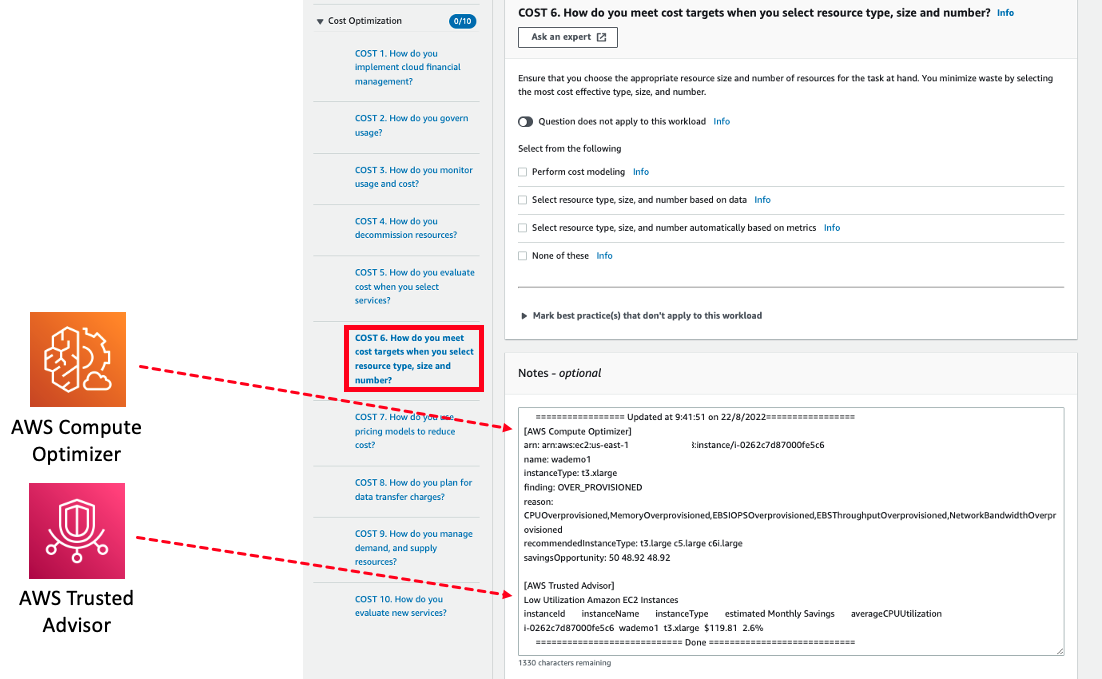 Cost Optimization
0/10
COST 1. How do you
implement cloud financial
management?
COST 2. How do you govern
usage?
COST 3. How do you monitor
usage and cost?
COST 4. How do you
decommission resources?
COST 5. How do you evaluate
cost when you select
services?
COST 6. How do you meet
cost targets when you select
resource type, size and
number?
COST 7. How do you use
pricing models to reduce
cost?
COST 8. How do you plan for
data transfer charges?
COST 9. How do you manage
demand, and supply
resources?
COST 10. How do you
evaluate new services?
AWS Compute
Optimizer
AWS Trusted
Advisor
COST 6. How do you meet cost targets when you select resource type, size and number? Info
Ask an expert
Ensure that you choose the appropriate resource size and number of resources for the task at hand. You minimize waste by selecting
the most cost effective type, size, and number.
Question does not apply to this workload Info
Select from the following
Perform cost modeling Info
Select resource type, size, and number based on data Info
Select resource type, size, and number automatically based on metrics Info
None of these Info
Mark best practice(s) that don't apply to this workload
Notes - optional
================= Updated at 9:41:51 on 22/8/2022=================
[AWS Compute Optimizer]
arn: arn:aws:ec2:us-east-1 :instance/i-0262c7d87000fe5c6
name: wademo1
instanceType: t3.xlarge
finding: OVER_PROVISIONED
reason:
CPUOverprovisioned,MemoryOverprovisioned,EBSIOPSOverprovisioned,EBSThroughputOverprovisioned,NetworkBandwidthOverpr
ovisioned
recommendedInstanceType: t3.large c5.large c6i.large
savingsOpportunity: 50 48.92 48.92
[AWS Trusted Advisor]
Low Utilization Amazon EC2 Instances
instanceId instanceName instanceType estimated Monthly Savings averageCPUUtilization
i-0262c7d87000fe5c6 wademo1 t3.xlarge $119.81 2.6%
============================ Done ============================
1330 characters remaining